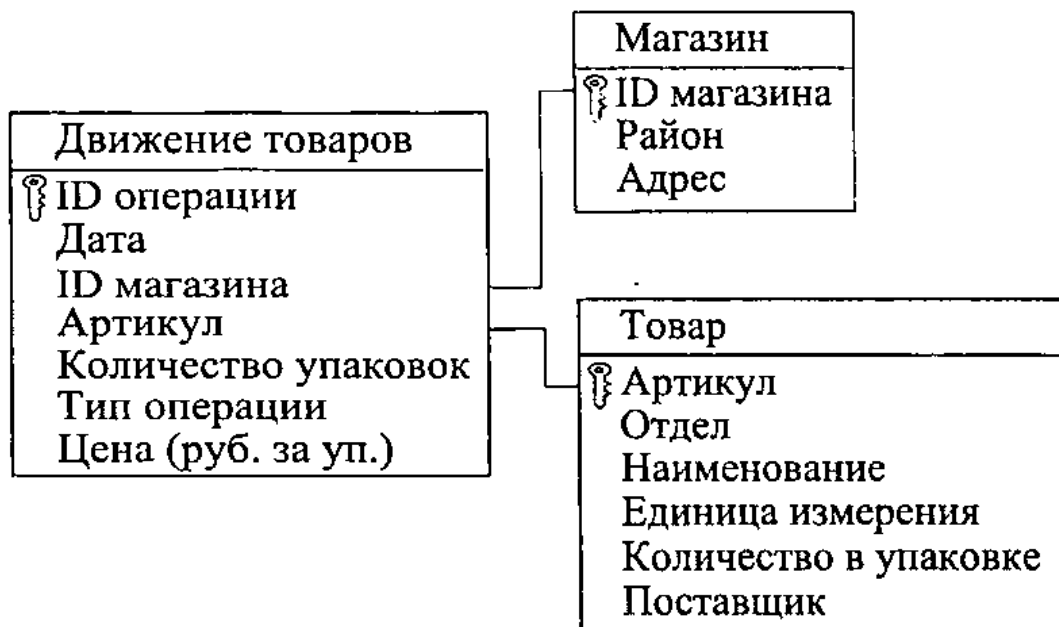 Магазин
ID магазина
Район
Адрес
Движение товаров
ID операции
Дата
ID магазина
Артикул
Количество упаковок
Тип операции
Цена (руб. за уп.)
Товар
Артикул
Отдел
Наименование
Единица измерения
Количество в упаковке
Поставщик